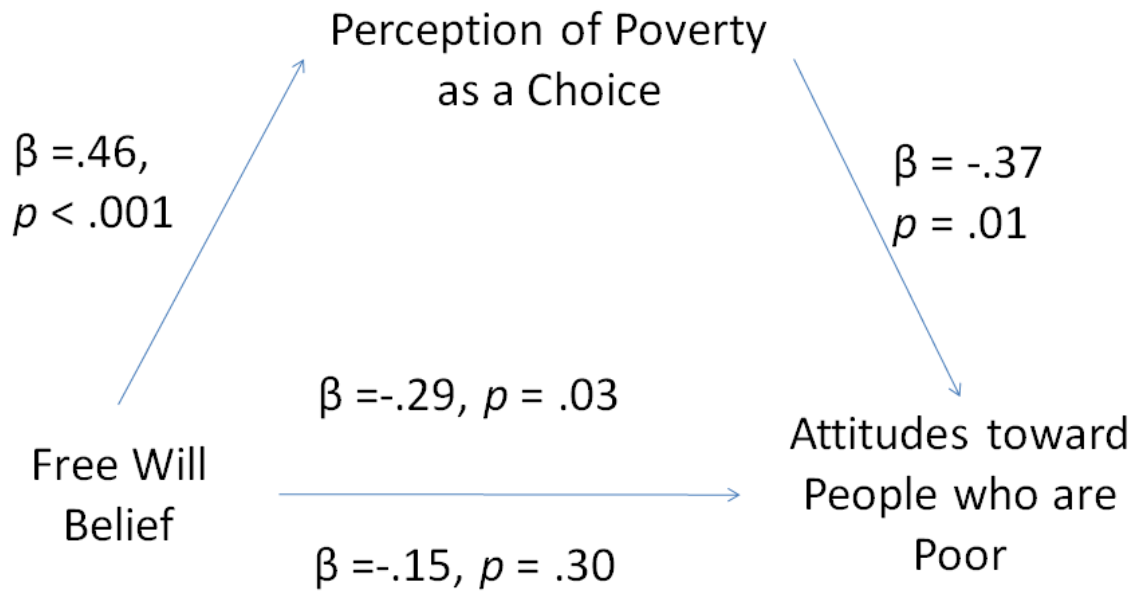 Perception of Poverty
as a Choice
β =.46,
p < .001
β = -.37
p = .01
β =-.29, p = .03
Free Will
Belief
Attitudes toward
People who are
Poor
β =-.15, p = .30